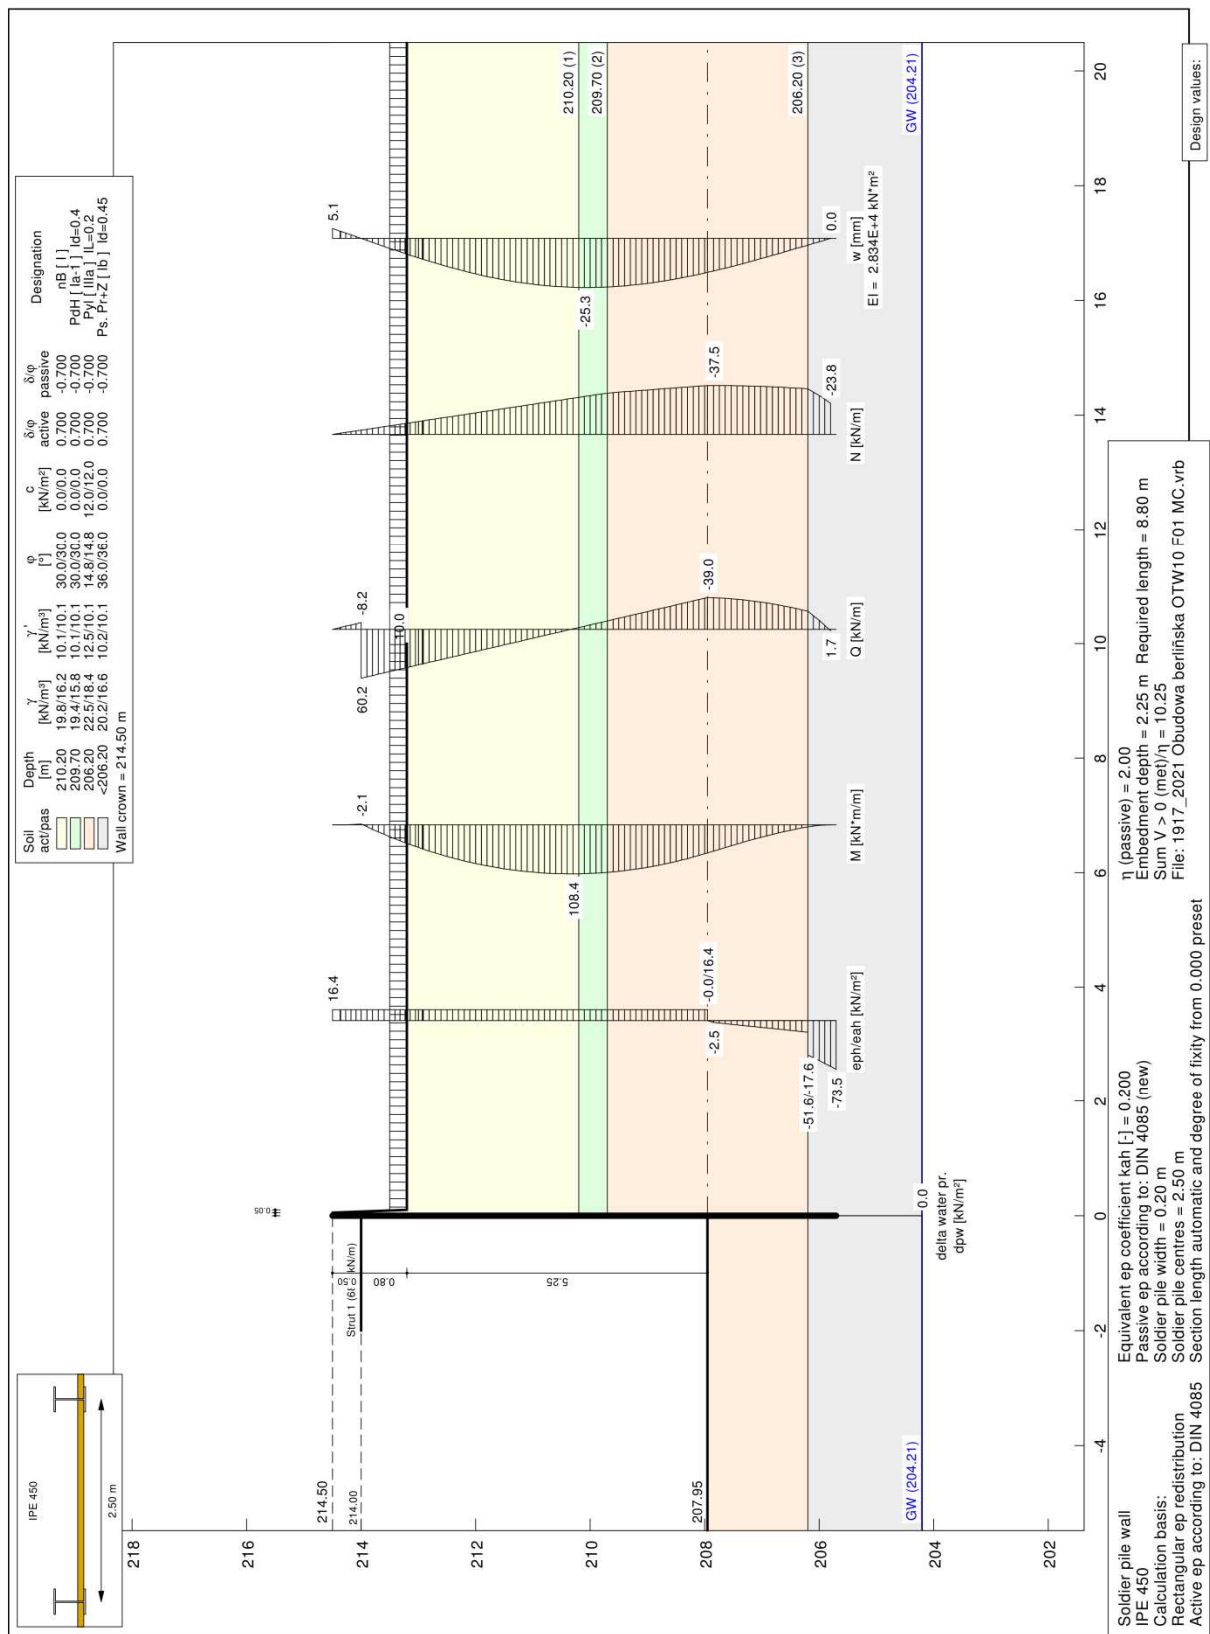 IPE 450
2.50 m
Soil act/pas	Depth [m]	γ [kN/m³]	γ' [kN/m³]	φ [°]	c [kN/m²]	δ/φ active	δ/φ passive	Designation
210.20	19.8/16.2	10.1/10.1	30.0/30.0	0.0/0.0	0.700	-0.700	nB [ I ]
209.70	19.4/15.8	10.1/10.1	30.0/30.0	0.0/0.0	0.700	-0.700	PdH [ Ia-1 ] Id=0.4
206.20	22.5/18.4	12.5/10.1	14.8/14.8	12.0/12.0	0.700	-0.700	Pyl [ IIIa ] IL=0.2
<206.20	20.2/16.6	10.2/10.1	36.0/36.0	0.0/0.0	0.700	-0.700	Ps. Pr+Z [ Ib ] Id=0.45
Wall crown = 214.50 m
218
216
214
212
210
208
206
204
202
214.50
214.00
207.95
GW (204.21)
0.05
Strut 1
kN/m)
0.50
0.80
5.25
0.0
delta water pr.
dpw [kN/m²]
16.4
-0.0/16.4
-2.5
-51.6/-17.6
-73.5
eph/eah [kN/m²]
-2.1
108.4
M [kN*m/m]
10.0
-8.2
60.2
-39.0
1.7
Q [kN/m]
-37.5
-23.8
N [kN/m]
5.1
-25.3
0.0
w [mm]
EI = 2.834E+4 kN*m²
210.20 (1)
209.70 (2)
206.20 (3)
GW (204.21)
-4 -2 0 2 4 6 8 10 12 14 16 18 20
Soldier pile wall
IPE 450
Calculation basis:
Rectangular ep redistribution
Active ep according to: DIN 4085
Equivalent ep coefficient kah [-] = 0.200
Passive ep according to: DIN 4085 (new)
Soldier pile width = 0.20 m
Soldier pile centres = 2.50 m
Section length automatic and degree of fixity from 0.000 preset
η (passive) = 2.00
Embedment depth = 2.25 m Required length = 8.80 m
Sum V > 0 (met)/η = 10.25
File: 1917_2021 Obudowa berlińska OTW10 F01 MC.vrb
Design values: